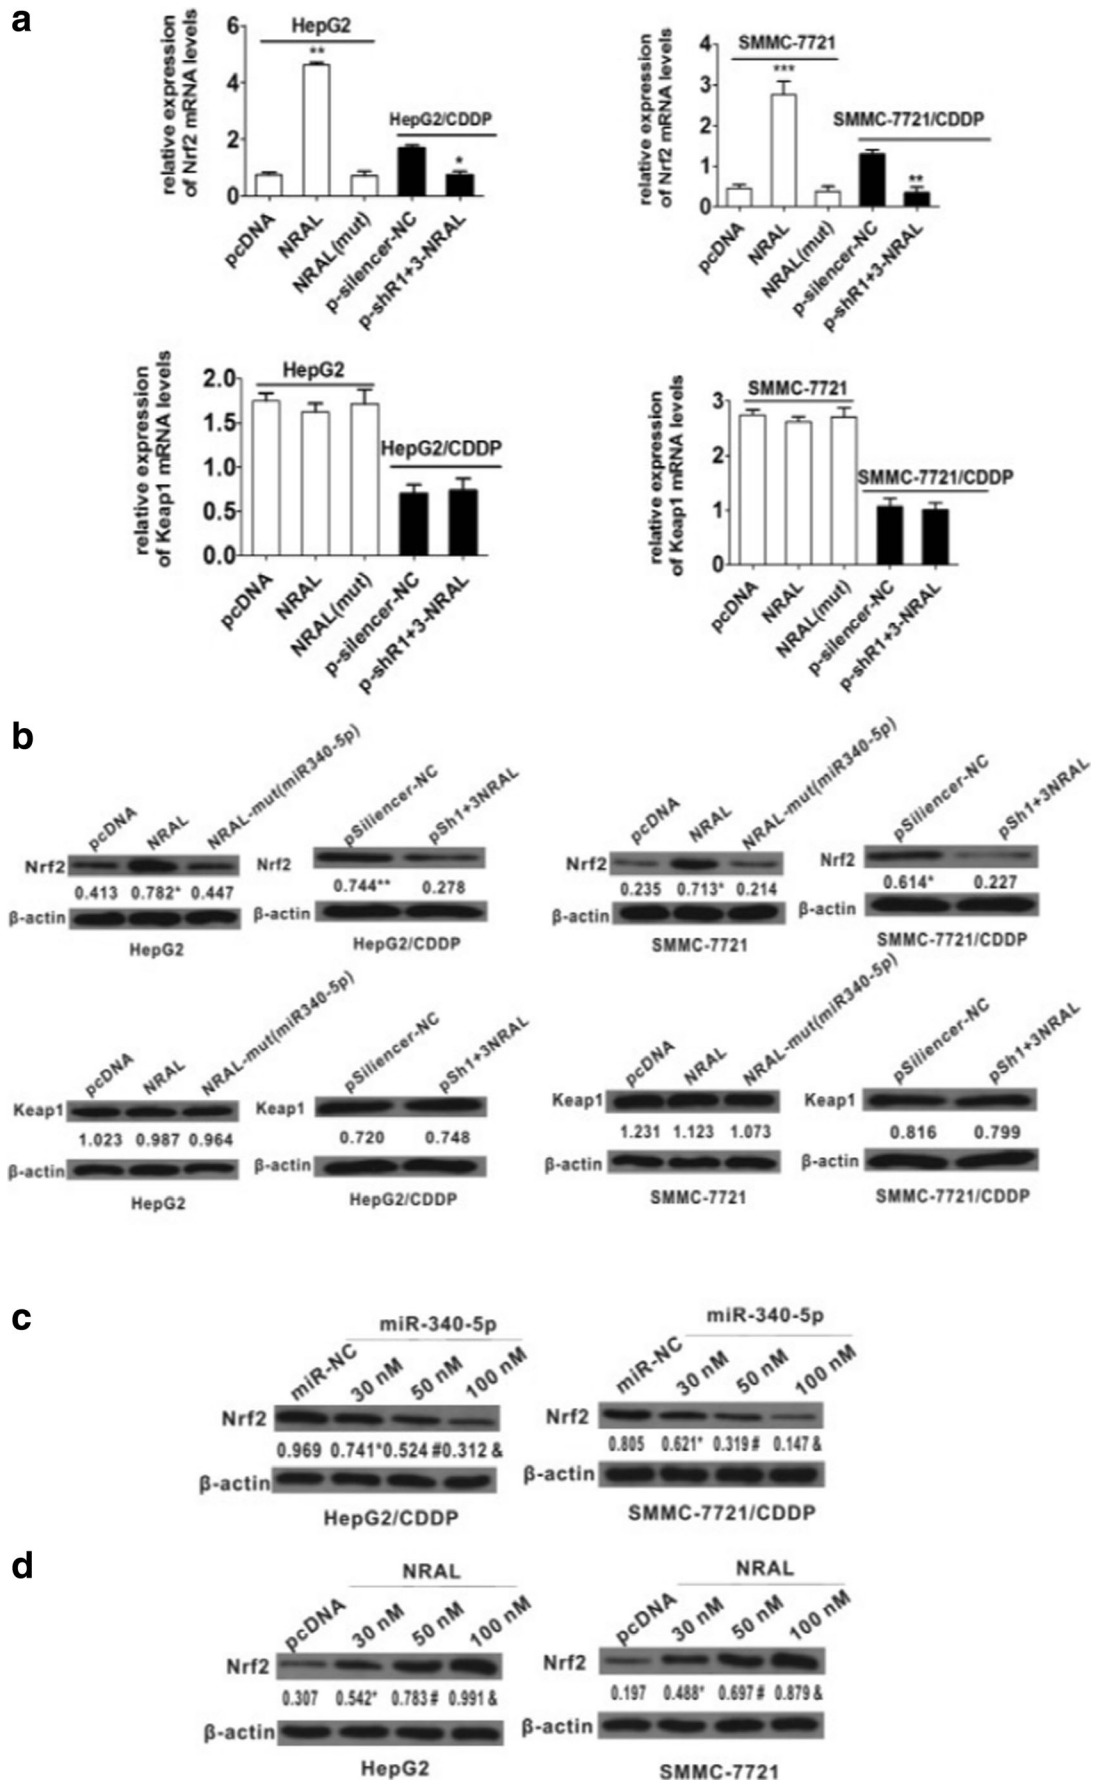 a
HepG2
**
HepG2/CDDP
*
relative expression
of Nrf2 mRNA levels
6
4
2
0
pcDNA
NRAL
NRAL(mut)
p-silencer-NC
p-shR1+3-NRAL
SMMC-7721
***
SMMC-7721/CDDP
**
relative expression
of Nrf2 mRNA levels
4
3
2
1
0
pcDNA
NRAL
NRAL(mut)
p-silencer-NC
p-shR1+3-NRAL
HepG2
HepG2/CDDP
relative expression
of Keap1 mRNA levels
2.0
1.5
1.0
0.5
0.0
pcDNA
NRAL
NRAL(mut)
p-silencer-NC
p-shR1+3-NRAL
SMMC-7721
SMMC-7721/CDDP
relative expression
of Keap1 mRNA levels
3
2
1
0
pcDNA
NRAL
NRAL(mut)
p-silencer-NC
p-shR1+3-NRAL
b
pcDNA
NRAL
NRAL-mut(miR340-5p)
Nrf2
0.413 0.782* 0.447
β-actin
HepG2
pSiliencer-NC
pSh1+3NRAL
Nrf2
0.744** 0.278
β-actin
HepG2/CDDP
pcDNA
NRAL
NRAL-mut(miR340-5p)
Nrf2
0.235 0.713* 0.214
β-actin
SMMC-7721
pSiliencer-NC
pSh1+3NRAL
Nrf2
0.614* 0.227
β-actin
SMMC-7721/CDDP
pcDNA
NRAL
NRAL-mut(miR340-5p)
Keap1
1.023 0.987 0.964
β-actin
HepG2
pSiliencer-NC
pSh1+3NRAL
Keap1
0.720 0.748
β-actin
HepG2/CDDP
pcDNA
NRAL
NRAL-mut(miR340-5p)
Keap1
1.231 1.123 1.073
β-actin
SMMC-7721
pSiliencer-NC
pSh1+3NRAL
Keap1
0.816 0.799
β-actin
SMMC-7721/CDDP
c
miR-340-5p
miR-NC
30 nM
50 nM
100 nM
Nrf2
0.969 0.741* 0.524 # 0.312 &
β-actin
HepG2/CDDP
miR-340-5p
miR-NC
30 nM
50 nM
100 nM
Nrf2
0.805 0.621* 0.319 # 0.147 &
β-actin
SMMC-7721/CDDP
d
NRAL
pcDNA
30 nM
50 nM
100 nM
Nrf2
0.307 0.542* 0.783 # 0.991 &
β-actin
HepG2
NRAL
pcDNA
30 nM
50 nM
100 nM
Nrf2
0.197 0.488* 0.697 # 0.879 &
β-actin
SMMC-7721